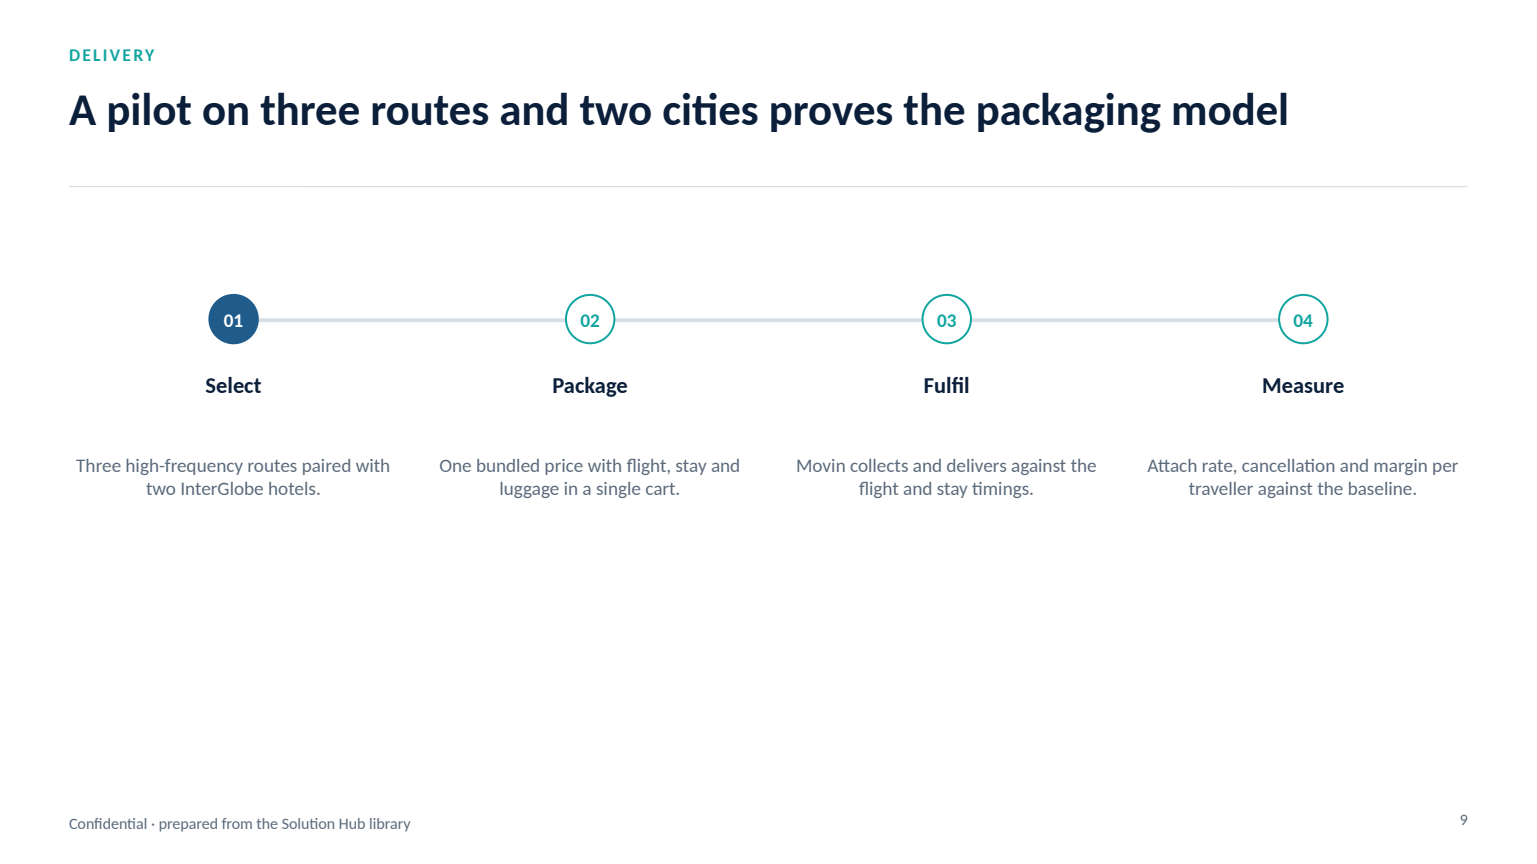 DELIVERY
A pilot on three routes and two cities proves the packaging model
01
02
03
04
Select
Package
Fulfil
Measure
Three high-frequency routes paired with
two InterGlobe hotels.
One bundled price with flight, stay and
luggage in a single cart.
Movin collects and delivers against the
flight and stay timings.
Attach rate, cancellation and margin per
traveller against the baseline.
Confidential · prepared from the Solution Hub library
9